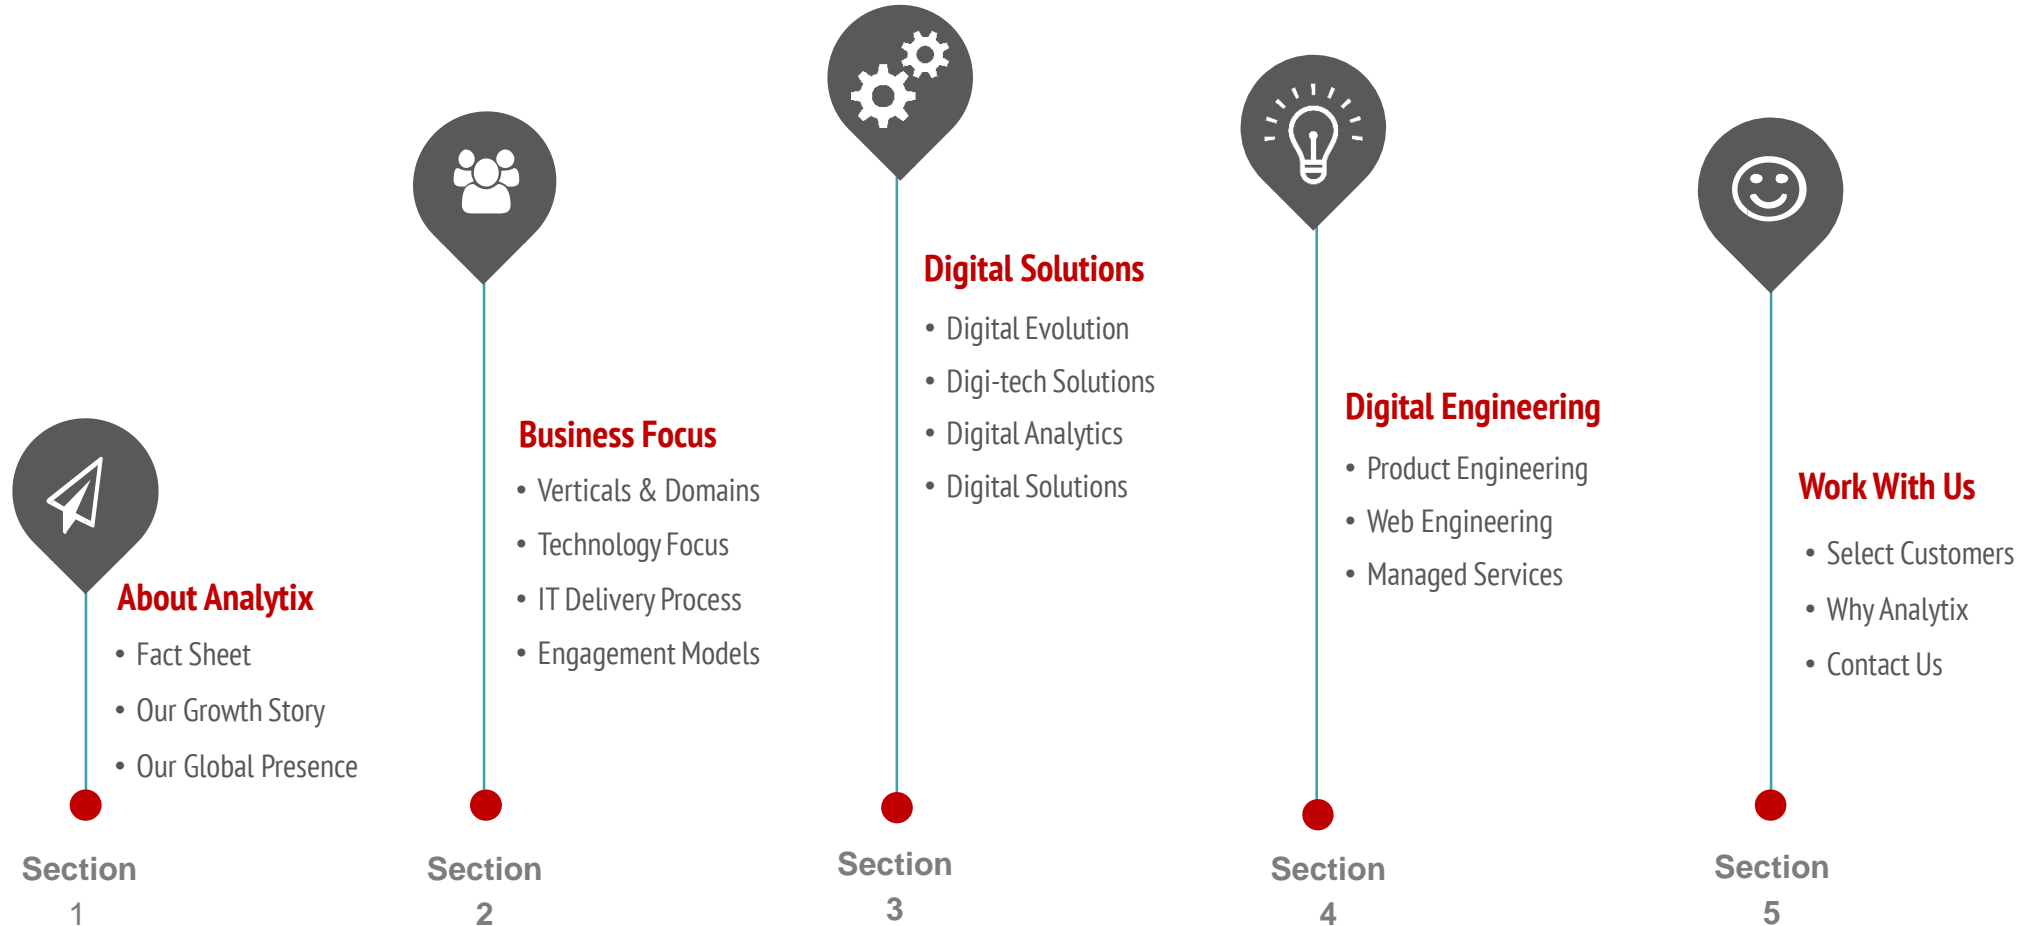 About Analytix
• Fact Sheet
• Our Growth Story
• Our Global Presence
Section
1
Business Focus
• Verticals & Domains
• Technology Focus
• IT Delivery Process
• Engagement Models
Section
2
Digital Solutions
• Digital Evolution
• Digi-tech Solutions
• Digital Analytics
• Digital Solutions
Section
3
Digital Engineering
• Product Engineering
• Web Engineering
• Managed Services
Section
4
Work With Us
• Select Customers
• Why Analytix
• Contact Us
Section
5